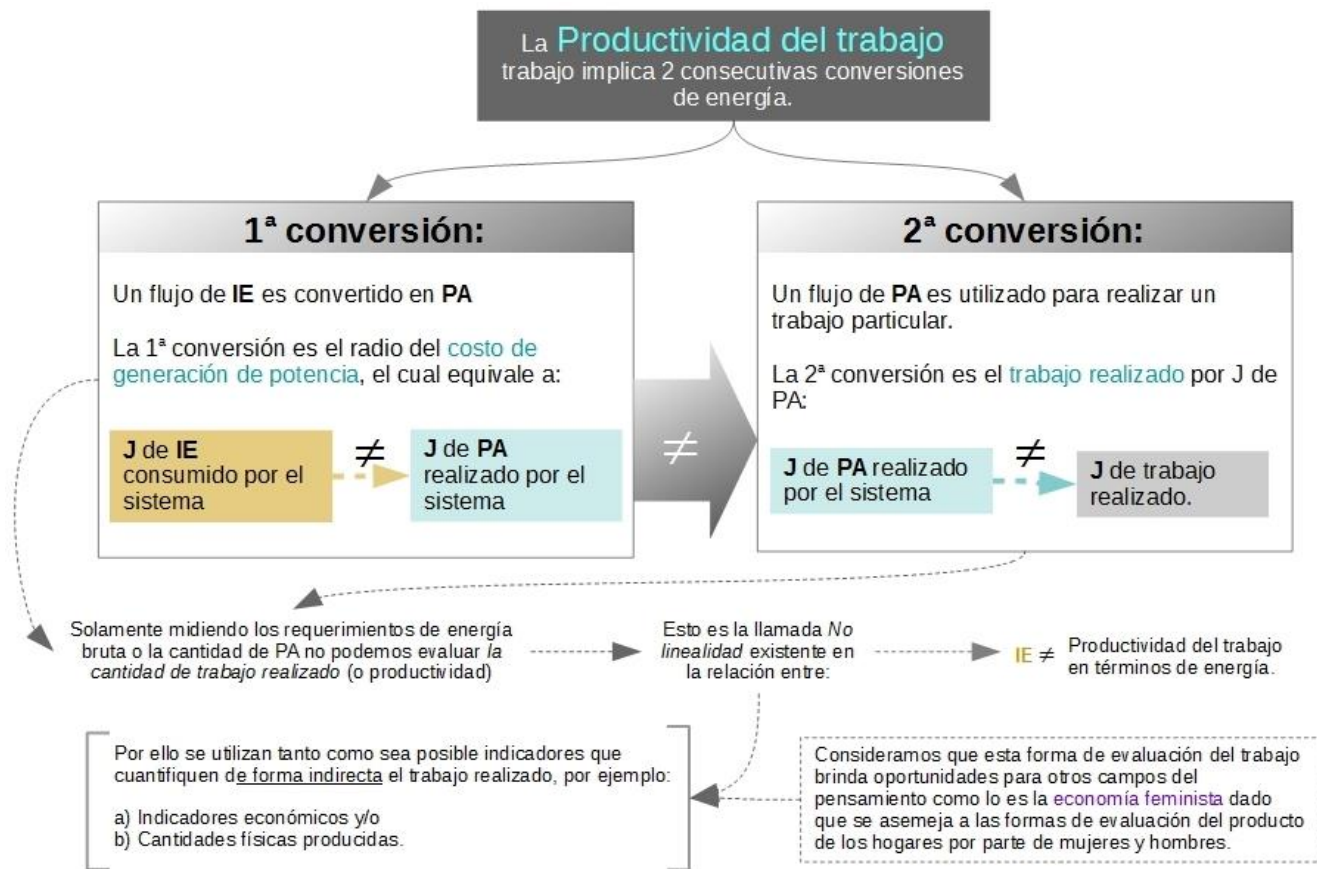 La Productividad del trabajo
trabajo implica 2 consecutivas conversiones
de energía.
1ª conversión:
Un flujo de IE es convertido en PA
La 1ª conversión es el radio del costo de
generación de potencia, el cual equivale a:
J de IE
consumido por el
sistema
≠
J de PA
realizado por el
sistema
≠
2ª conversión:
Un flujo de PA es utilizado para realizar un
trabajo particular.
La 2ª conversión es el trabajo realizado por J de
PA:
J de PA realizado
por el sistema
≠
J de trabajo
realizado.
Solamente midiendo los requerimientos de energía
bruta o la cantidad de PA no podemos evaluar la
cantidad de trabajo realizado (o productividad)
Esto es la llamada No
linealidad existente en
la relación entre:
IE ≠ Productividad del trabajo
en términos de energía.
Por ello se utilizan tanto como sea posible indicadores que
cuantifiquen de forma indirecta el trabajo realizado, por ejemplo:
a) Indicadores económicos y/o
b) Cantidades físicas producidas.
Consideramos que esta forma de evaluación del trabajo
brinda oportunidades para otros campos del
pensamiento como lo es la economía feminista dado
que se asemeja a las formas de evaluación del producto
de los hogares por parte de mujeres y hombres.